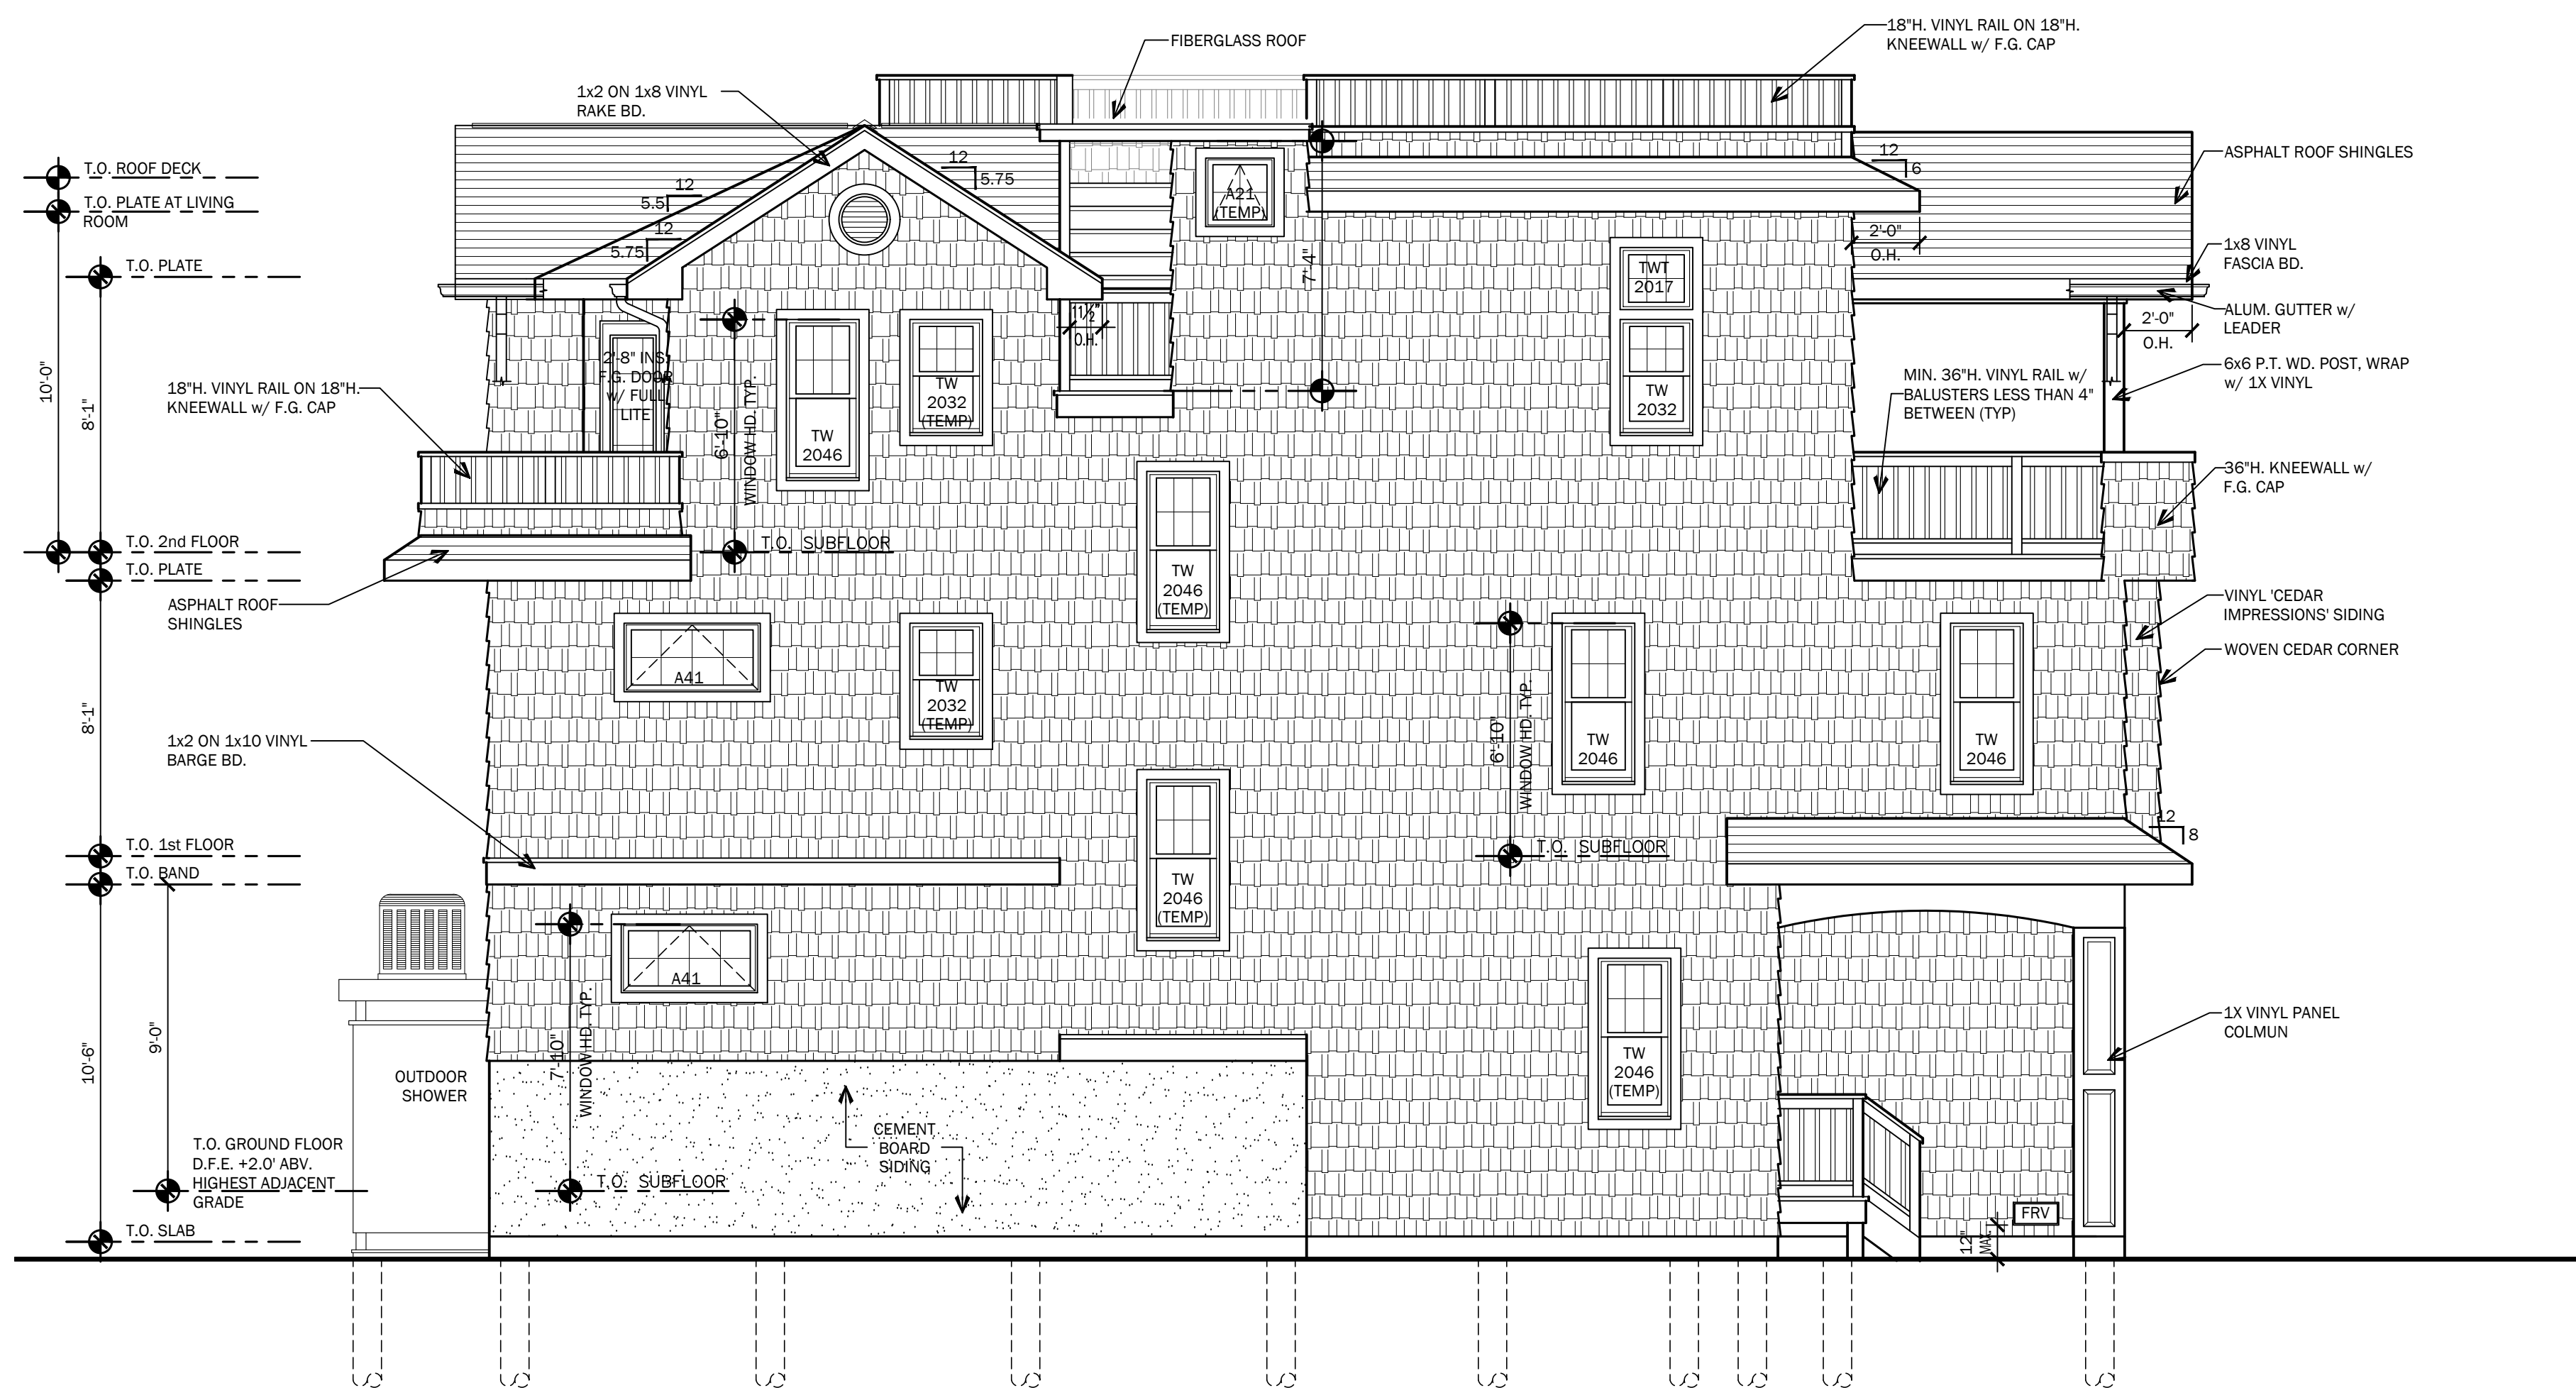 18"H. VINYL RAIL ON 18"H.
KNEEWALL w/ F.G. CAP
FIBERGLASS ROOF
1x2 ON 1x8 VINYL
RAKE BD.
T.O. ROOF DECK
T.O. PLATE AT LIVING
ROOM
T.O. PLATE
10'-0"
8'-1"
18"H. VINYL RAIL ON 18"H.
KNEEWALL w/ F.G. CAP
T.O. 2nd FLOOR
T.O. PLATE
ASPHALT ROOF
SHINGLES
8'-1"
1x2 ON 1x10 VINYL
BARGE BD.
T.O. 1st FLOOR
T.O. BAND
9'-0"
10'-6"
OUTDOOR
SHOWER
T.O. GROUND FLOOR
D.F.E. +2.0' ABV.
HIGHEST ADJACENT
GRADE
T.O. SLAB
12
5.5
12
5.75
12
5.75
2'-8" INS.
F.G. DOOR
w/ FULL
LITE
6'-10"
WINDOW HD. TYP.
TW
2046
TW
2032
(TEMP)
11½"
O.H.
A21
(TEMP)
7'-4"
T.O. SUBFLOOR
TWT
2017
TW
2032
12
6
2'-0"
O.H.
ASPHALT ROOF SHINGLES
1x8 VINYL
FASCIA BD.
ALUM. GUTTER w/
LEADER
2'-0"
O.H.
6x6 P.T. WD. POST, WRAP
w/ 1X VINYL
MIN. 36"H. VINYL RAIL w/
BALUSTERS LESS THAN 4"
BETWEEN (TYP)
36"H. KNEEWALL w/
F.G. CAP
VINYL 'CEDAR
IMPRESSIONS' SIDING
WOVEN CEDAR CORNER
A41
TW
2032
(TEMP)
TW
2046
(TEMP)
6'-10"
WINDOW HD. TYP.
TW
2046
TW
2046
T.O. SUBFLOOR
12
8
TW
2046
(TEMP)
A41
7'-10"
WINDOW HD. TYP.
T.O. SUBFLOOR
CEMENT
BOARD
SIDING
TW
2046
(TEMP)
1X VINYL PANEL
COLMUN
FRV
12"
MAX.